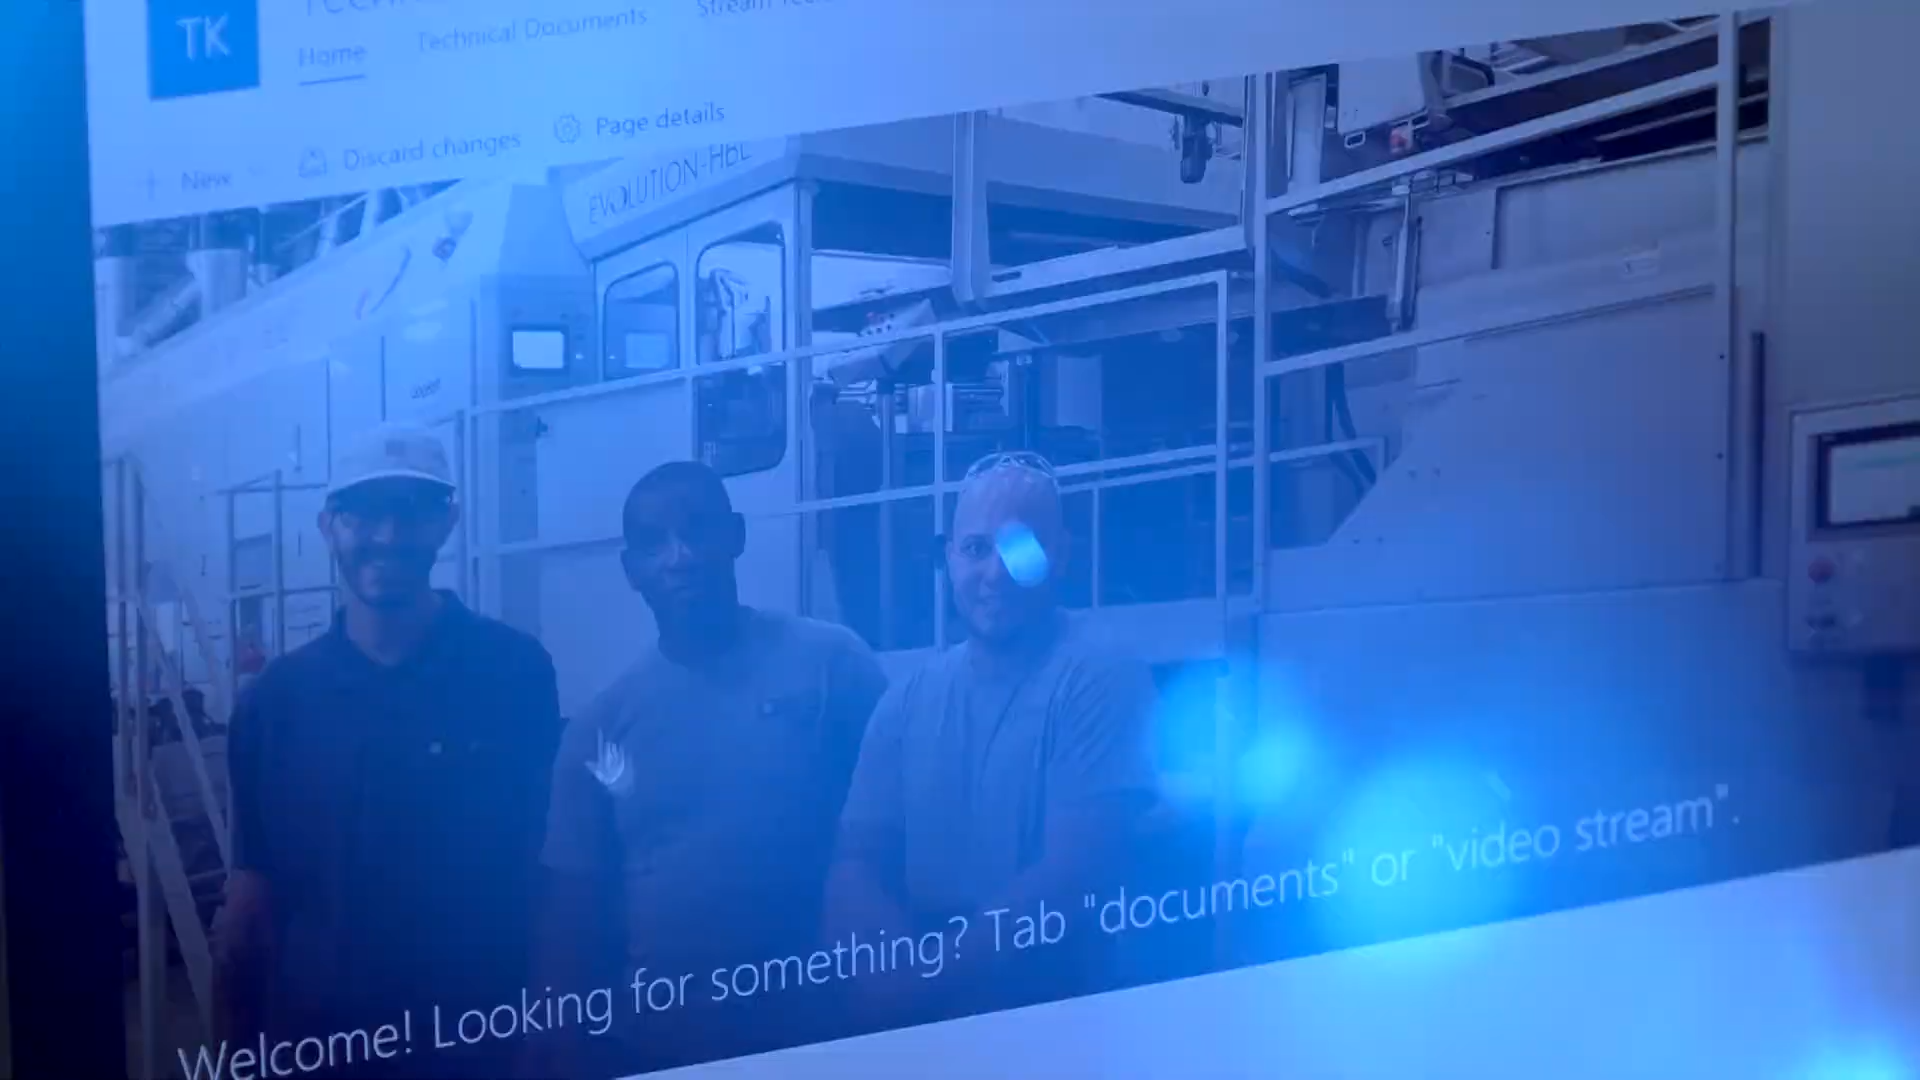 TK
Home Technical Documents Stream
New Discard changes Page details
EVOLUTION-HBL
Welcome! Looking for something? Tab "documents" or "video stream".